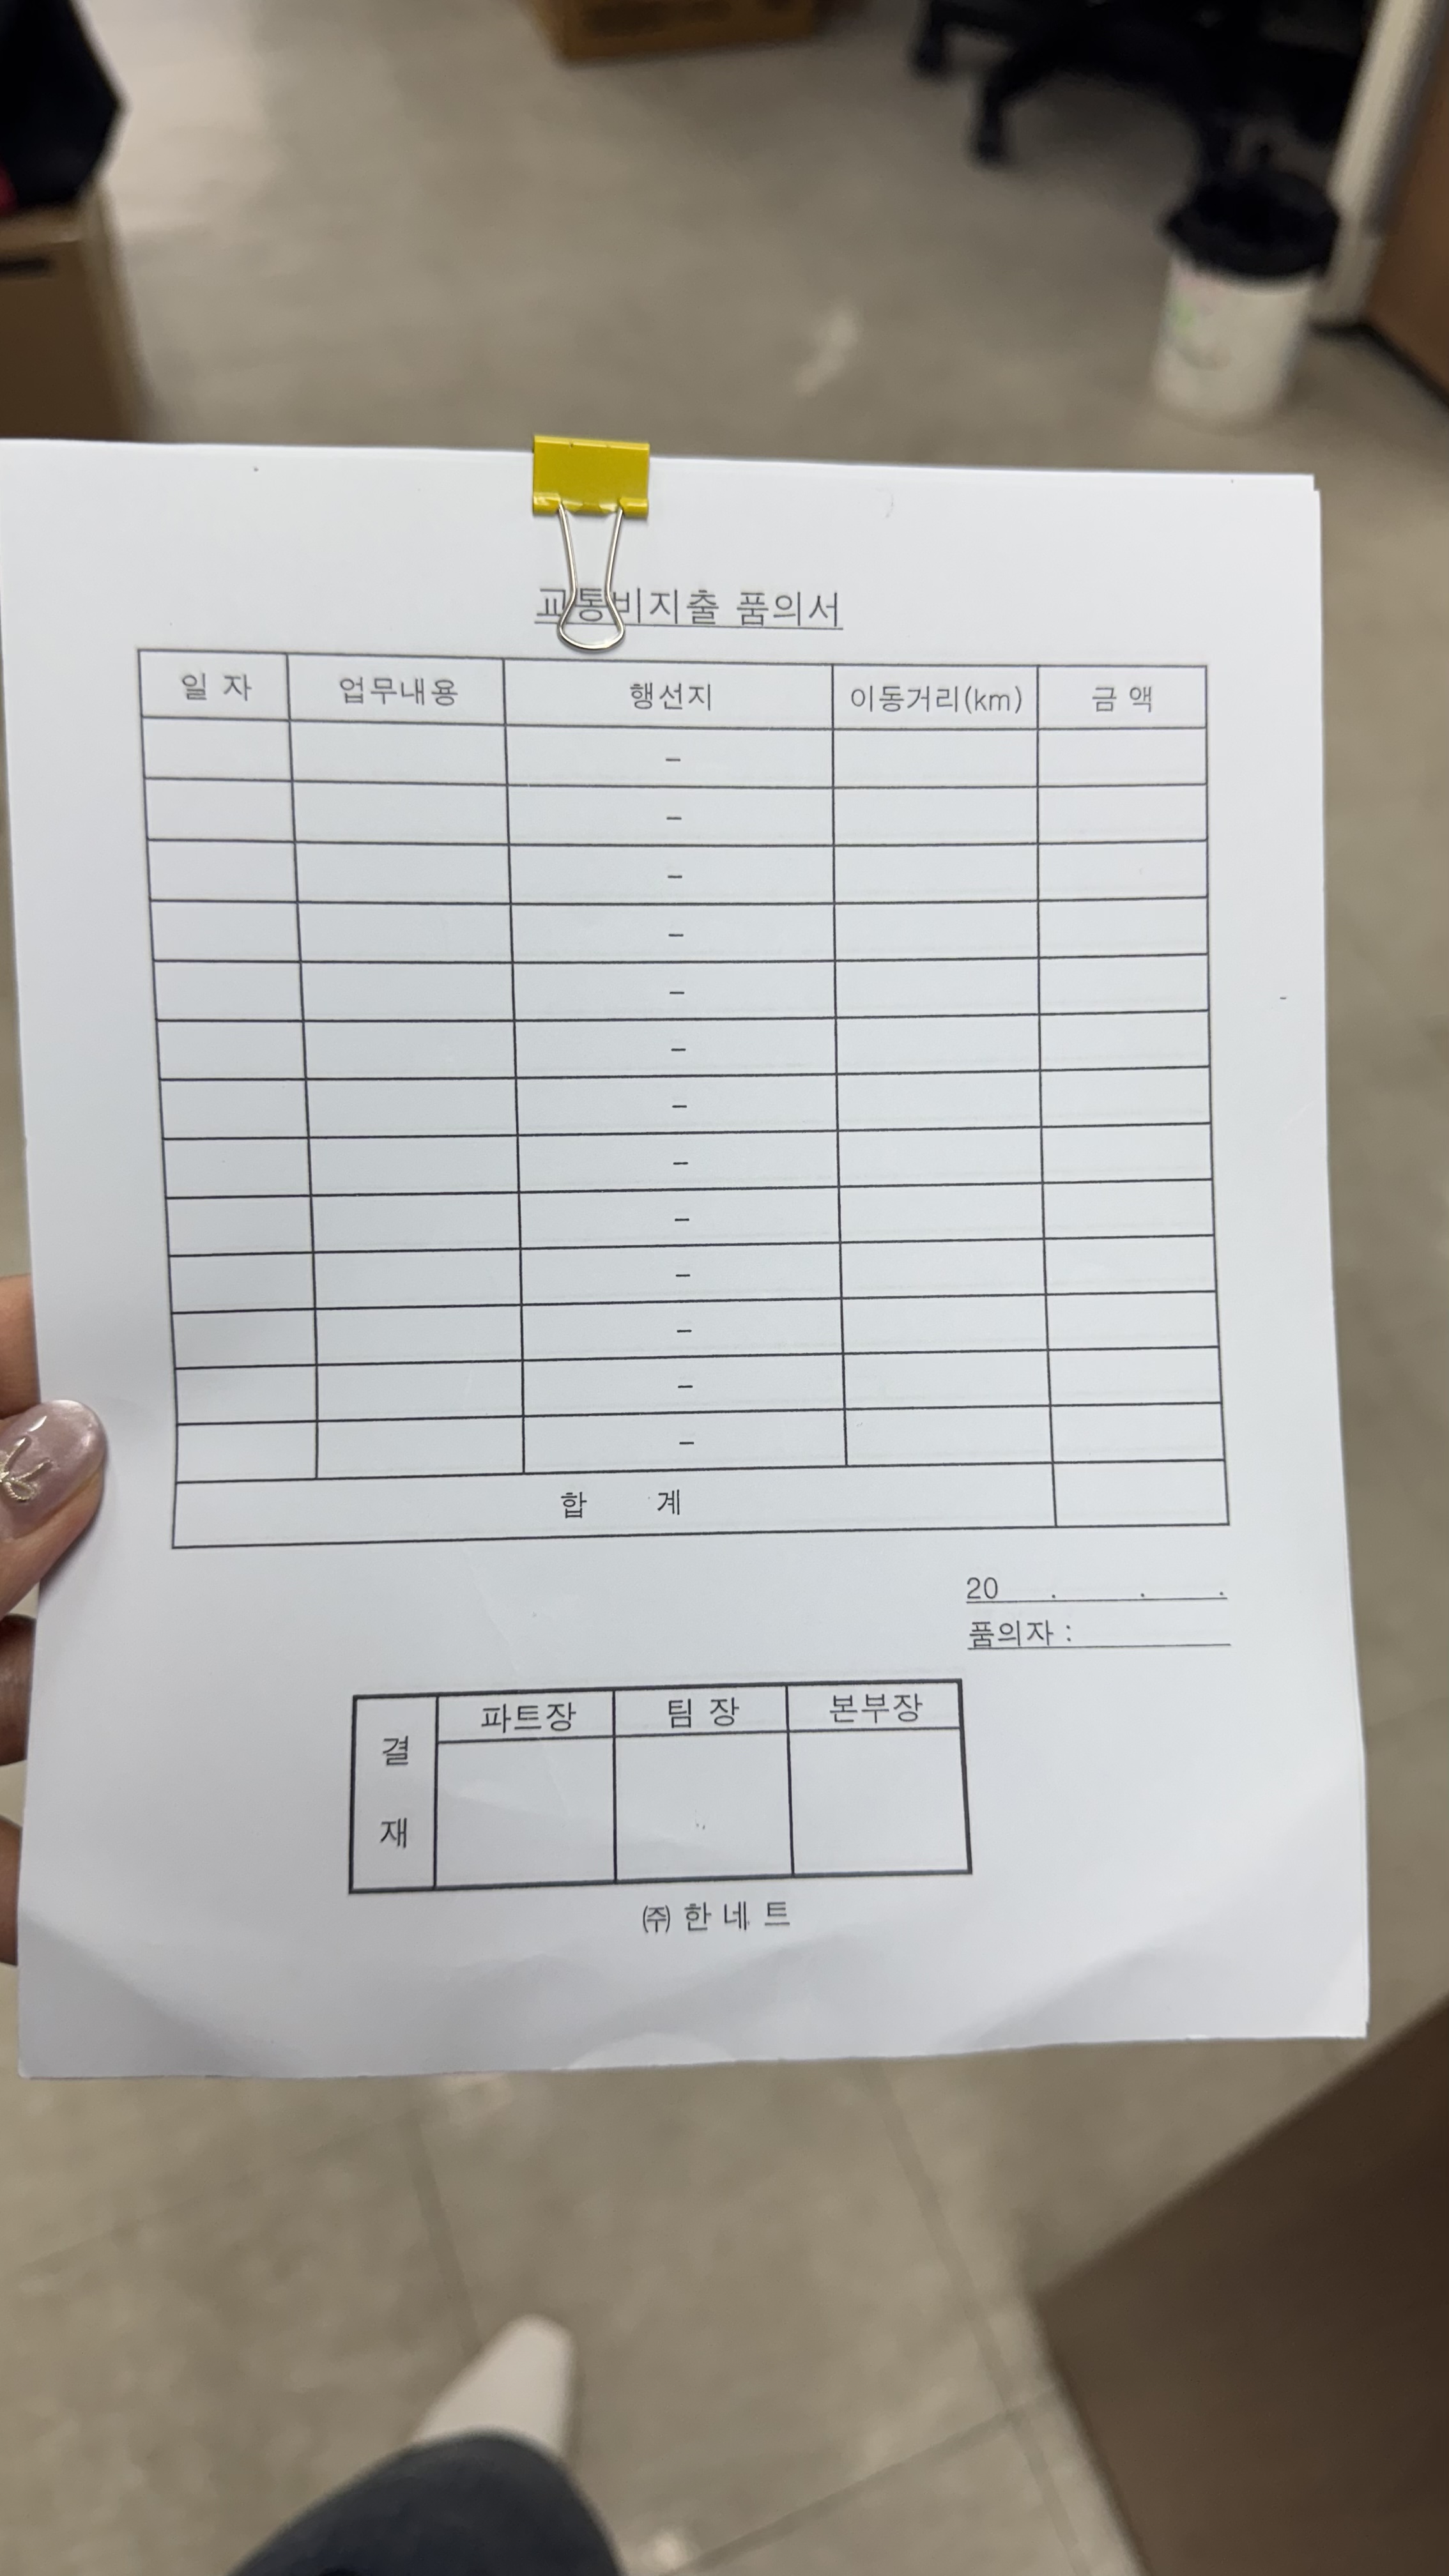 교통비지출 품의서
일 자 업무내용 행선지 이동거리(km) 금 액
–
–
–
–
–
–
–
–
–
–
–
–
–
합 계
20 . . .
품의자 :
결 재 파트장 팀 장 본부장
㈜ 한 네 트